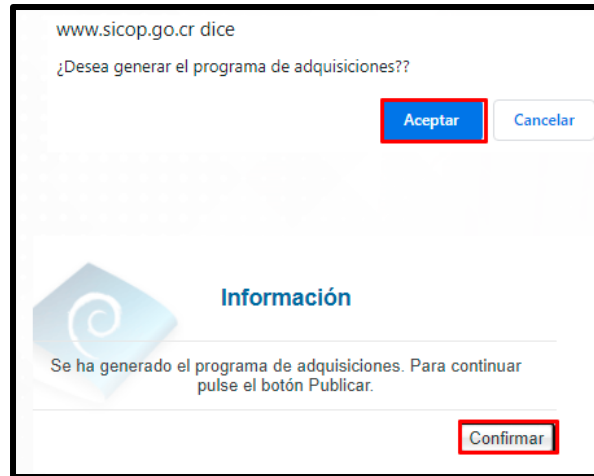 www.sicop.go.cr dice
¿Desea generar el programa de adquisiciones??
Aceptar
Cancelar
Información
Se ha generado el programa de adquisiciones. Para continuar
pulse el botón Publicar.
Confirmar